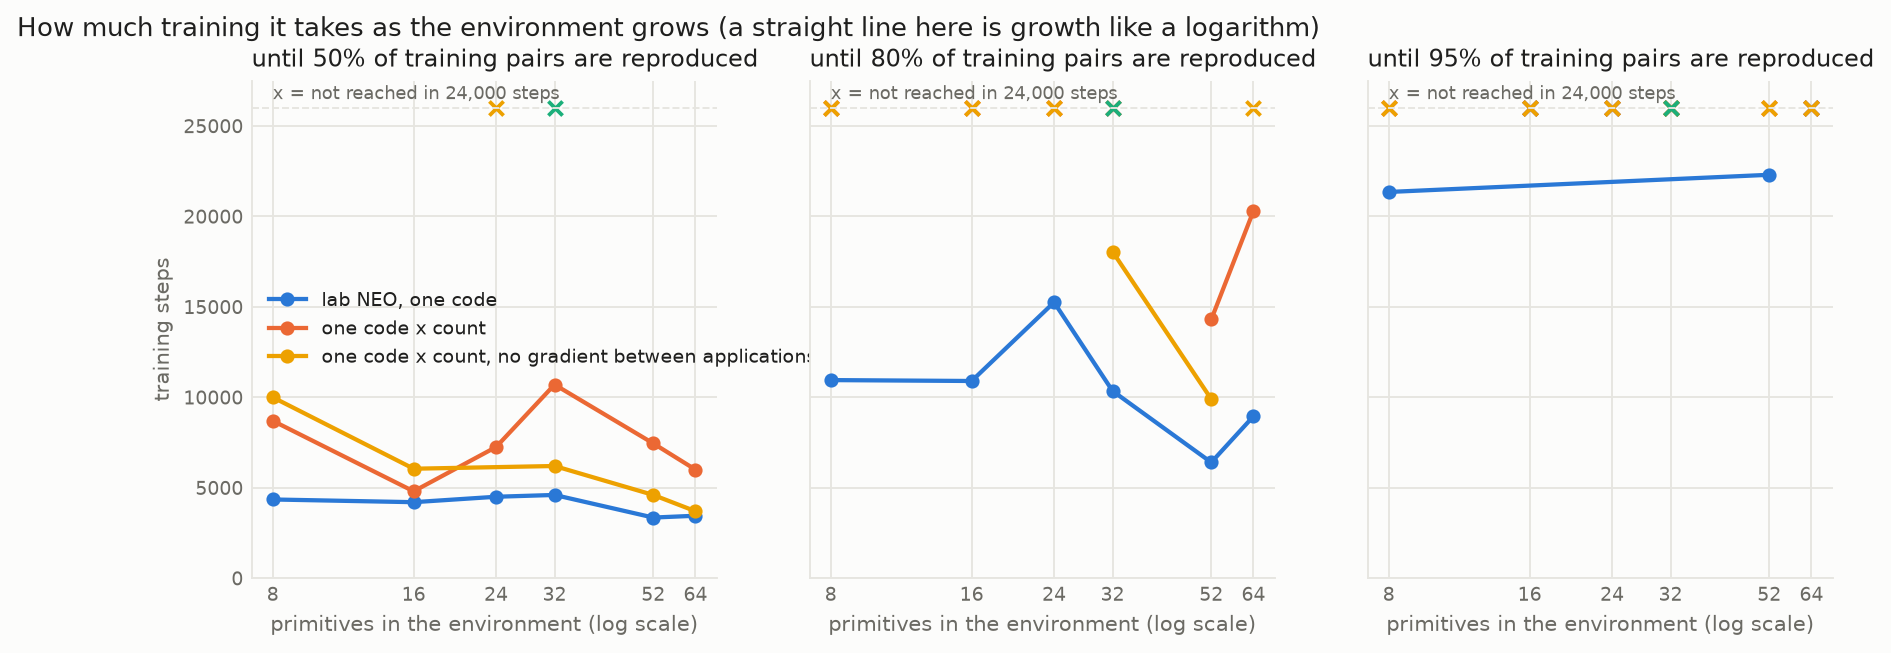 How much training it takes as the environment grows (a straight line here is growth like a logarithm)
until 50% of training pairs are reproduced
until 80% of training pairs are reproduced
until 95% of training pairs are reproduced
x = not reached in 24,000 steps
x = not reached in 24,000 steps
x = not reached in 24,000 steps
25000
20000
15000
10000
5000
0
training steps
lab NEO, one code
one code x count
one code x count, no gradient between applications
8 16 24 32 52 64
8 16 24 32 52 64
8 16 24 32 52 64
primitives in the environment (log scale)
primitives in the environment (log scale)
primitives in the environment (log scale)